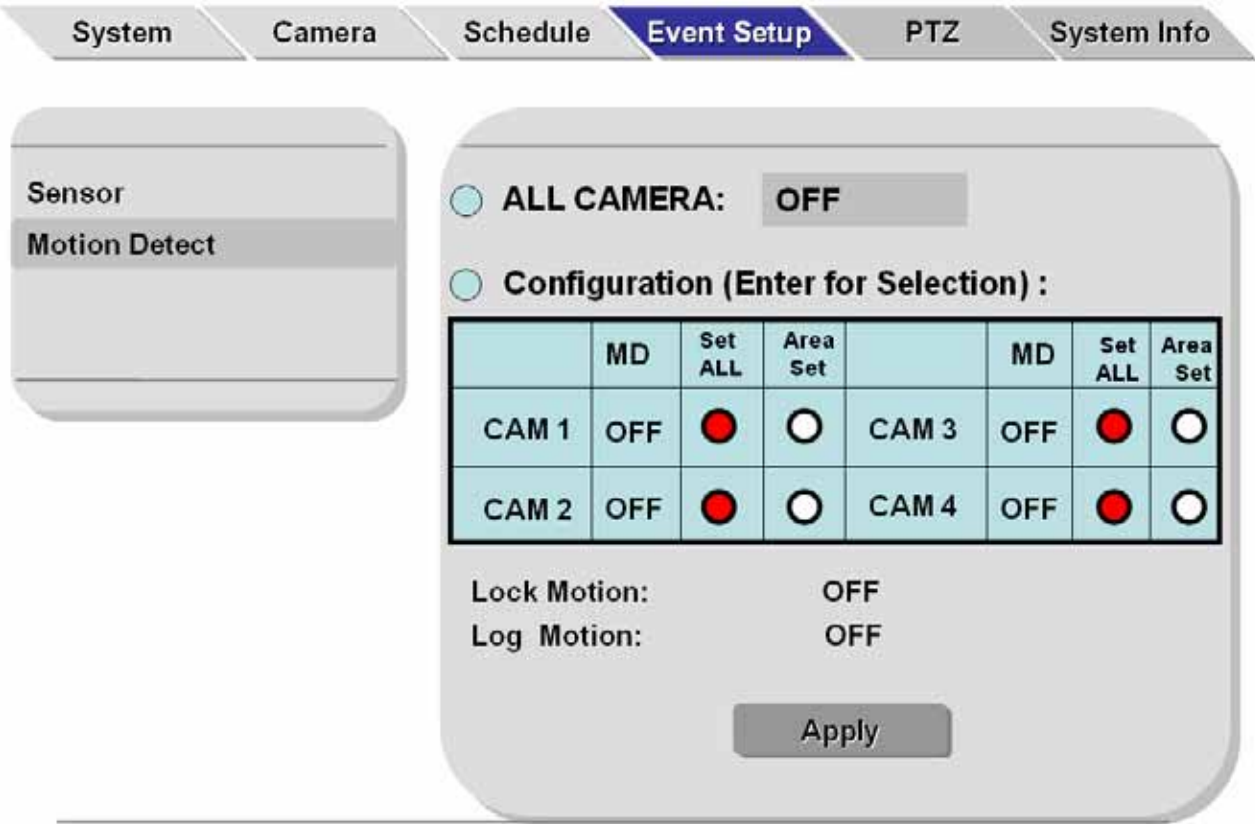 System Camera Schedule Event Setup PTZ System Info
Sensor
Motion Detect
ALL CAMERA: OFF
Configuration (Enter for Selection) :
MD Set ALL Area Set MD Set ALL Area Set
CAM 1 OFF CAM 3 OFF
CAM 2 OFF CAM 4 OFF
Lock Motion: OFF
Log Motion: OFF
Apply